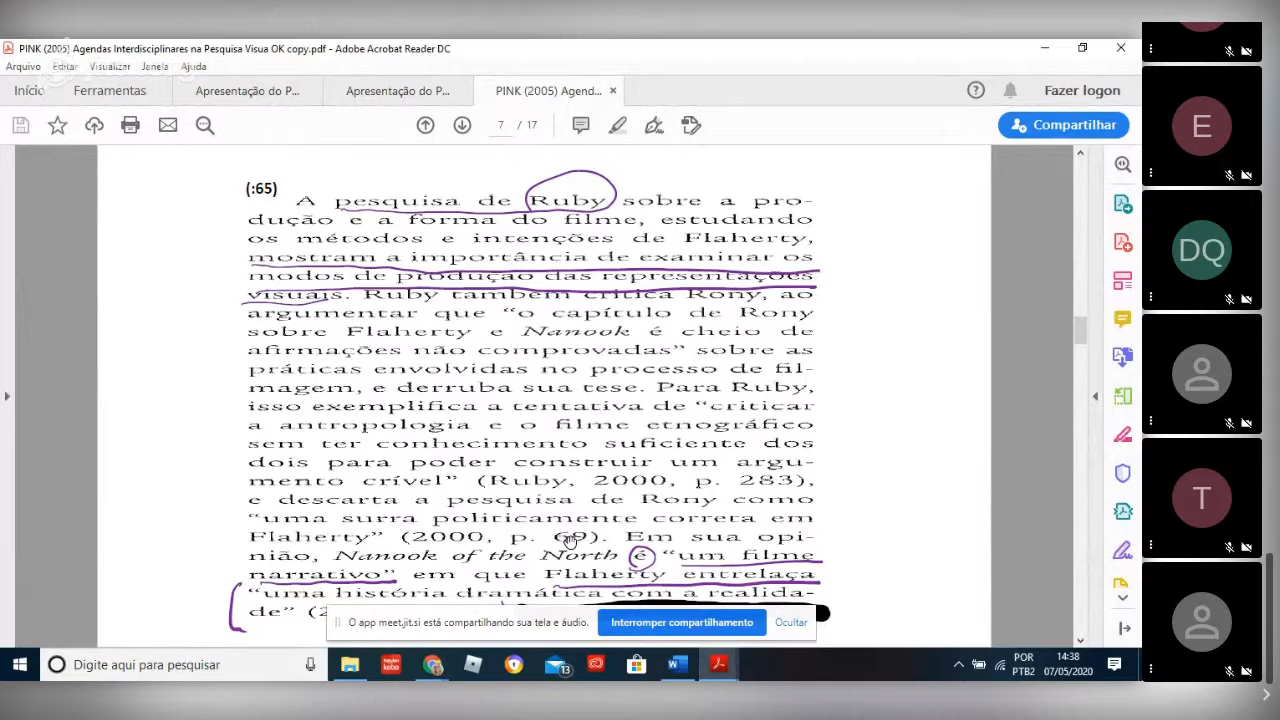 PINK (2005) Agendas Interdisciplinares na Pesquisa Visua OK copy.pdf - Adobe Acrobat Reader DC
Arquivo Editar Visualizar Janela Ajuda
Início Ferramentas Apresentação do P... Apresentação do P... PINK (2005) Agend... × Fazer logon
7 / 17 Compartilhar
(:65)
A pesquisa de Ruby sobre a pro-
dução e a forma do filme, estudando
os métodos e intenções de Flaherty,
mostram a importância de examinar os
modos de produção das representações
visuais. Ruby também critica Rony, ao
argumentar que “o capítulo de Rony
sobre Flaherty e Nanook é cheio de
afirmações não comprovadas” sobre as
práticas envolvidas no processo de fil-
magem, e derruba sua tese. Para Ruby,
isso exemplifica a tentativa de “criticar
a antropologia e o filme etnográfico
sem ter conhecimento suficiente dos
dois para poder construir um argu-
mento crível” (Ruby, 2000, p. 283),
e descarta a pesquisa de Rony como
“uma surra politicamente correta em
Flaherty” (2000, p. 69). Em sua opi-
nião, Nanook of the North é “um filme
narrativo” em que Flaherty entrelaça
“uma história dramática com a realida-
de” (2
O app meet.jit.si está compartilhando sua tela e áudio. Interromper compartilhamento Ocultar
Digite aqui para pesquisar
13
POR
PTB2
14:38
07/05/2020
E
DQ
T